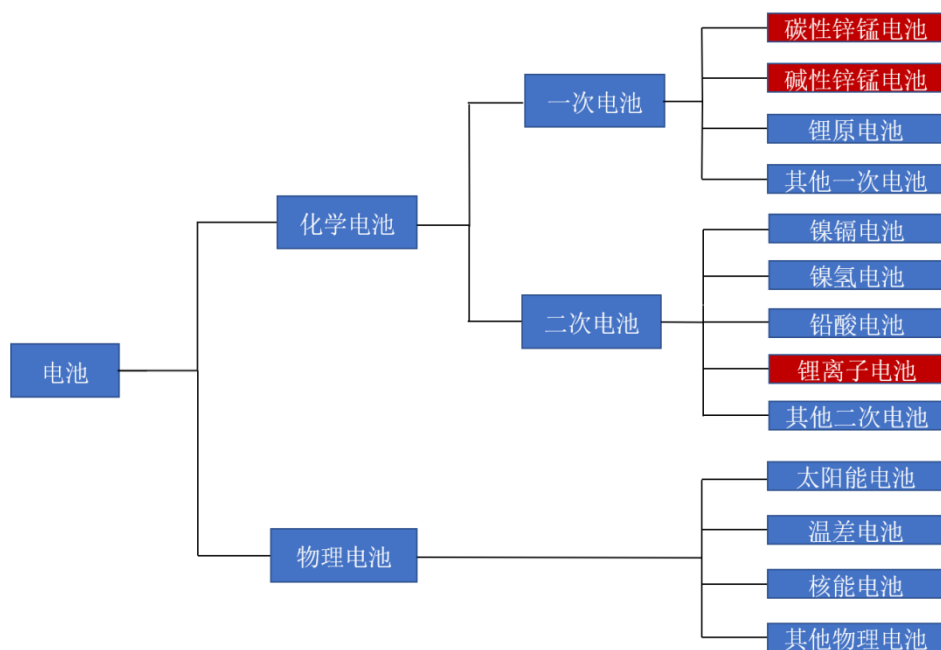 碳性锌锰电池
碱性锌锰电池
一次电池
锂原电池
其他一次电池
化学电池
镍镉电池
镍氢电池
二次电池
铅酸电池
电池
锂离子电池
其他二次电池
太阳能电池
温差电池
物理电池
核能电池
其他物理电池